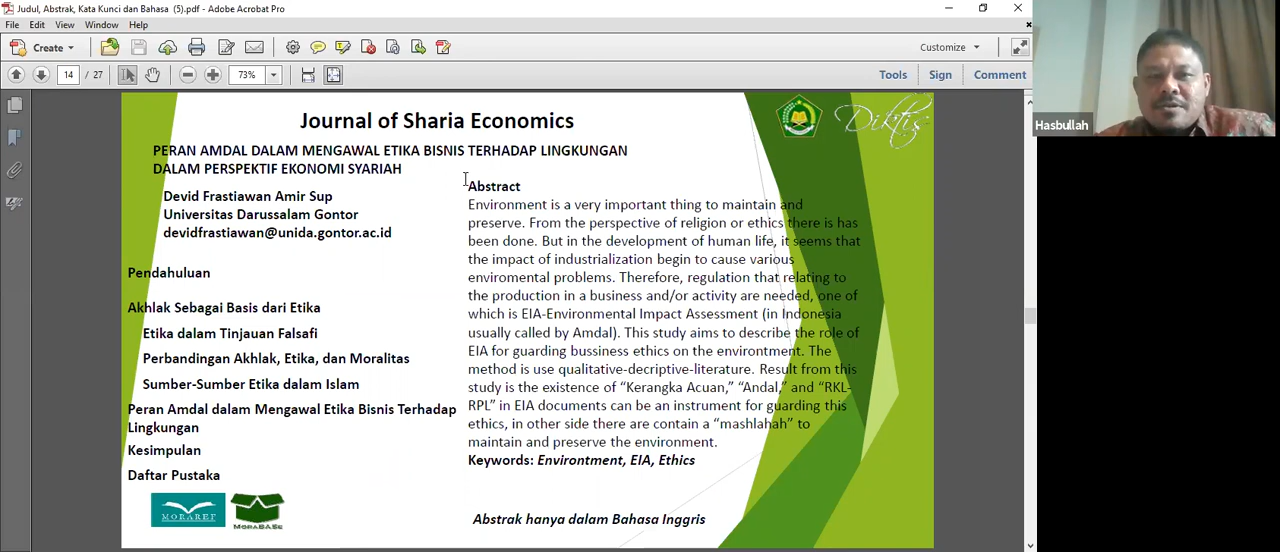 Judul, Abstrak, Kata Kunci dan Bahasa (5).pdf - Adobe Acrobat Pro
File Edit View Window Help
Create
Customize
14 / 27
73%
Tools Sign Comment
Hasbullah
Diktis
Journal of Sharia Economics
PERAN AMDAL DALAM MENGAWAL ETIKA BISNIS TERHADAP LINGKUNGAN
DALAM PERSPEKTIF EKONOMI SYARIAH
Devid Frastiawan Amir Sup
Universitas Darussalam Gontor
devidfrastiawan@unida.gontor.ac.id
Pendahuluan
Akhlak Sebagai Basis dari Etika
Etika dalam Tinjauan Falsafi
Perbandingan Akhlak, Etika, dan Moralitas
Sumber-Sumber Etika dalam Islam
Peran Amdal dalam Mengawal Etika Bisnis Terhadap
Lingkungan
Kesimpulan
Daftar Pustaka
MORAREF
MORABASE
Abstract
Environment is a very important thing to maintain and
preserve. From the perspective of religion or ethics there is has
been done. But in the development of human life, it seems that
the impact of industrialization begin to cause various
enviromental problems. Therefore, regulation that relating to
the production in a business and/or activity are needed, one of
which is EIA-Environmental Impact Assessment (in Indonesia
usually called by Amdal). This study aims to describe the role of
EIA for guarding bussiness ethics on the environtment. The
method is use qualitative-decriptive-literature. Result from this
study is the existence of “Kerangka Acuan,” “Andal,” and “RKL-
RPL” in EIA documents can be an instrument for guarding this
ethics, in other side there are contain a “mashlahah” to
maintain and preserve the environment.
Keywords: Environtment, EIA, Ethics
Abstrak hanya dalam Bahasa Inggris